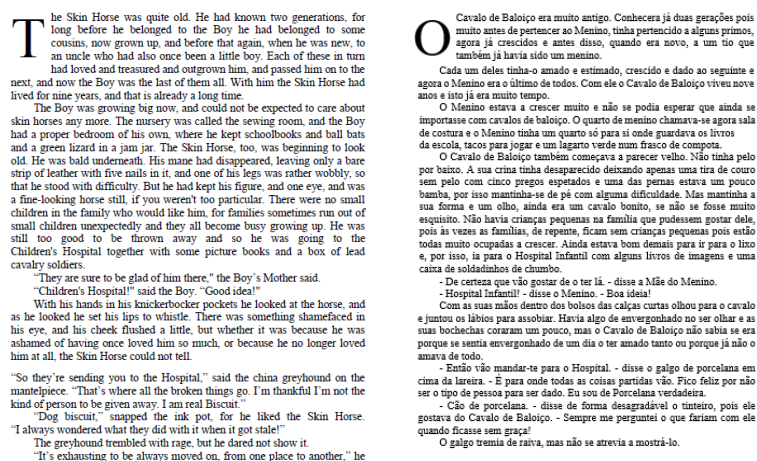 The Skin Horse was quite old. He had known two generations, for
long before he belonged to the Boy he had belonged to some
cousins, now grown up, and before that again, when he was new, to
an uncle who had also once been a little boy. Each of these in turn
had loved and treasured and outgrown him, and passed him on to the
next, and now the Boy was the last of them all. With him the Skin Horse had
lived for nine years, and that is already a long time.
The Boy was growing big now, and could not be expected to care about
skin horses any more. The nursery was called the sewing room, and the Boy
had a proper bedroom of his own, where he kept schoolbooks and ball bats
and a green lizard in a jam jar. The Skin Horse, too, was beginning to look
old. He was bald underneath. His mane had disappeared, leaving only a bare
strip of leather with five nails in it, and one of his legs was rather wobbly, so
that he stood with difficulty. But he had kept his figure, and one eye, and was
a fine-looking horse still, if you weren't too particular. There were no small
children in the family who would like him, for families sometimes run out of
small children unexpectedly and they all become busy growing up. He was
still too good to be thrown away and so he was going to the
Children's Hospital together with some picture books and a box of lead
cavalry soldiers.
“They are sure to be glad of him there," the Boy’s Mother said.
“Children's Hospital!" said the Boy. “Good idea!"
With his hands in his knickerbocker pockets he looked at the horse, and
as he looked he set his lips to whistle. There was something shamefaced in
his eye, and his cheek flushed a little, but whether it was because he was
ashamed of having once loved him so much, or because he no longer loved
him at all, the Skin Horse could not tell.
“So they’re sending you to the Hospital,” said the china greyhound on the
mantelpiece. “That’s where all the broken things go. I’m thankful I’m not the
kind of person to be given away. I am real Biscuit.”
“Dog biscuit,” snapped the ink pot, for he liked the Skin Horse.
“I always wondered what they did with it when it got stale!”
The greyhound trembled with rage, but he dared not show it.
“It’s exhausting to be always moved on, from one place to another,” he
O Cavalo de Baloiço era muito antigo. Conhecera já duas gerações pois
muito antes de pertencer ao Menino, tinha pertencido a alguns primos,
agora já crescidos e antes disso, quando era novo, a um tio que
também já havia sido um menino.
Cada um deles tinha-o amado e estimado, crescido e dado ao seguinte e
agora o Menino era o último de todos. Com ele o Cavalo de Baloiço viveu nove
anos e isto já era muito tempo.
O Menino estava a crescer muito e não se podia esperar que ainda se
importasse com cavalos de baloiço. O quarto de menino chamava-se agora sala
de costura e o Menino tinha um quarto só para si onde guardava os livros
da escola, tacos para jogar e um lagarto verde num frasco de compota.
O Cavalo de Baloiço também começava a parecer velho. Não tinha pelo
por baixo. A sua crina tinha desaparecido deixando apenas uma tira de couro
sem pelo com cinco pregos espetados e uma das pernas estava um pouco
bamba, por isso mantinha-se de pé com alguma dificuldade. Mas mantinha a
sua forma e um olho, ainda era um cavalo bonito, se não se fosse muito
esquisito. Não havia crianças pequenas na família que pudessem gostar dele,
pois às vezes as famílias, de repente, ficam sem crianças pequenas pois estão
todas muito ocupadas a crescer. Ainda estava bom demais para ir para o lixo
e, por isso, ia para o Hospital Infantil com alguns livros de imagens e uma
caixa de soldadinhos de chumbo.
- De certeza que vão gostar de o ter lá. - disse a Mãe do Menino.
- Hospital Infantil! - disse o Menino. - Boa ideia!
Com as suas mãos dentro dos bolsos das calças curtas olhou para o cavalo
e juntou os lábios para assobiar. Havia algo de envergonhado no ser olhar e as
suas bochechas coraram um pouco, mas o Cavalo de Baloiço não sabia se era
porque se sentia envergonhado de um dia o ter amado tanto ou porque já não o
amava de todo.
- Então vão mandar-te para o Hospital. - disse o galgo de porcelana em
cima da lareira. - É para onde todas as coisas partidas vão. Fico feliz por não
ser o tipo de pessoa para ser dado. Eu sou de Porcelana verdadeira.
- Cão de porcelana. - disse de forma desagradável o tinteiro, pois ele
gostava do Cavalo de Baloiço. - Sempre me perguntei o que fariam com ele
quando ficasse sem graça!
O galgo tremia de raiva, mas não se atrevia a mostrá-lo.